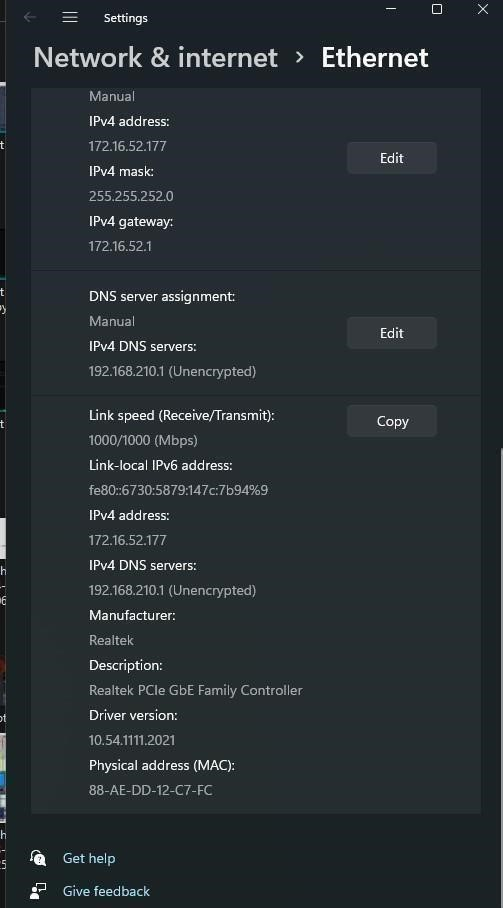 Settings
Network & internet › Ethernet
Manual
IPv4 address:
172.16.52.177
Edit
IPv4 mask:
255.255.252.0
IPv4 gateway:
172.16.52.1
DNS server assignment:
Manual
Edit
IPv4 DNS servers:
192.168.210.1 (Unencrypted)
Link speed (Receive/Transmit):
Copy
1000/1000 (Mbps)
Link-local IPv6 address:
fe80::6730:5879:147c:7b94%9
IPv4 address:
172.16.52.177
IPv4 DNS servers:
192.168.210.1 (Unencrypted)
Manufacturer:
Realtek
Description:
Realtek PCIe GbE Family Controller
Driver version:
10.54.1111.2021
Physical address (MAC):
88-AE-DD-12-C7-FC
Get help
Give feedback